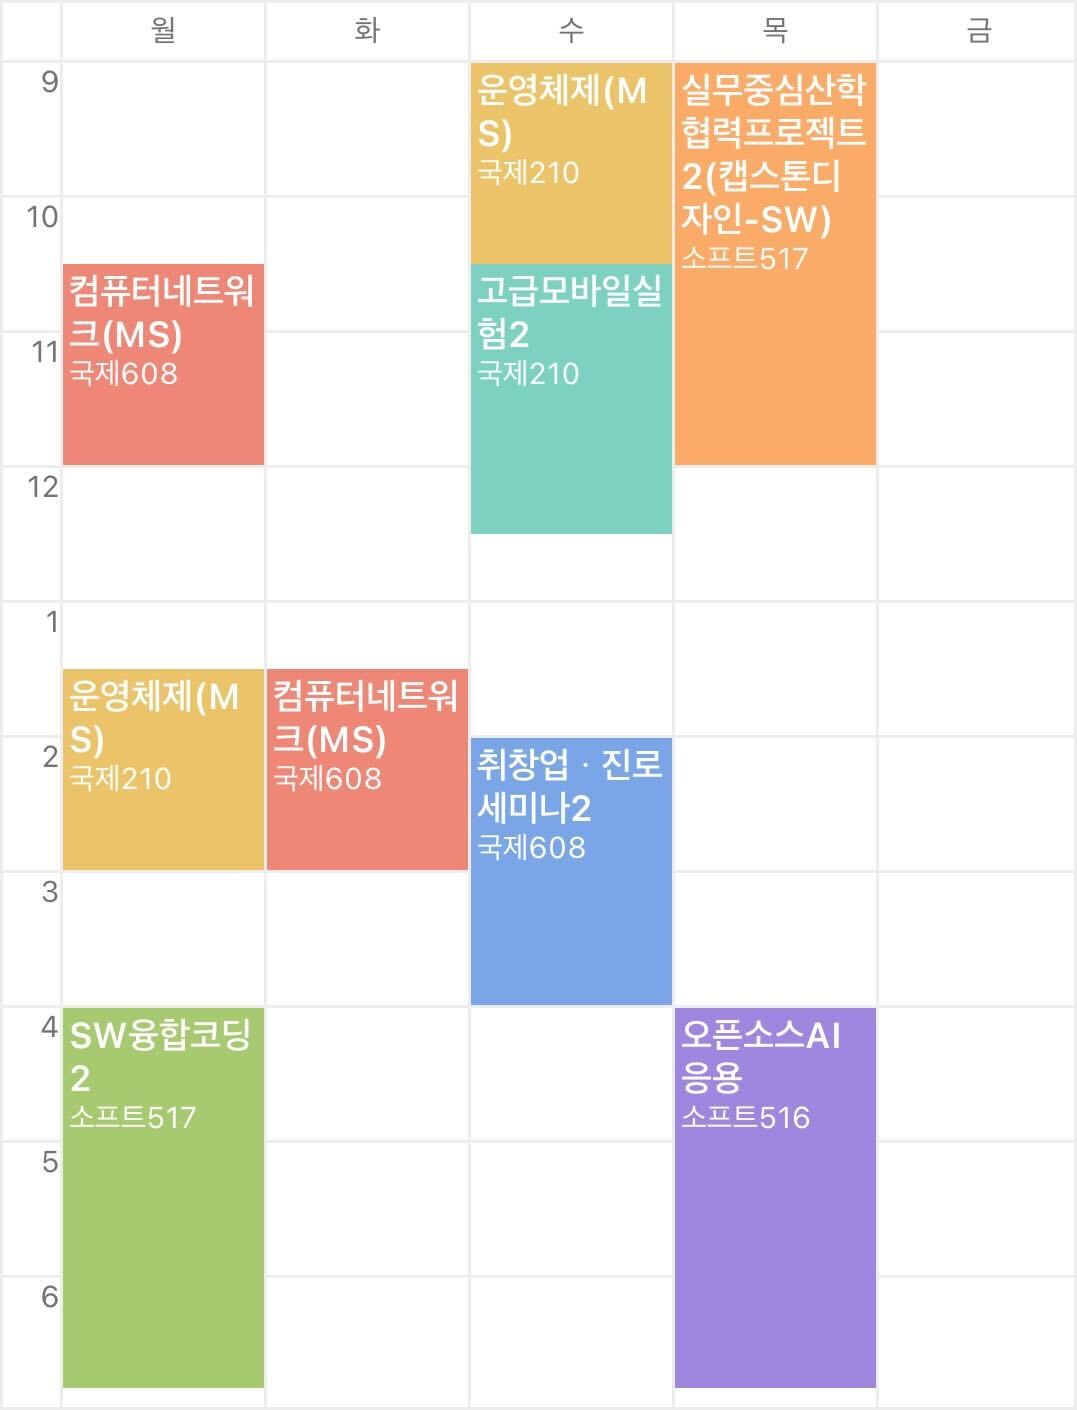 월 화 수 목 금
9
운영체제(M
S)
국제210
실무중심산학
협력프로젝트
2(캡스톤디
자인-SW)
소프트517
10
컴퓨터네트워
크(MS)
국제608
고급모바일실
험2
국제210
11
12
1
운영체제(M
S)
국제210
컴퓨터네트워
크(MS)
국제608
2
취창업 · 진로
세미나2
국제608
3
4
SW융합코딩
2
소프트517
오픈소스AI
응용
소프트516
5
6